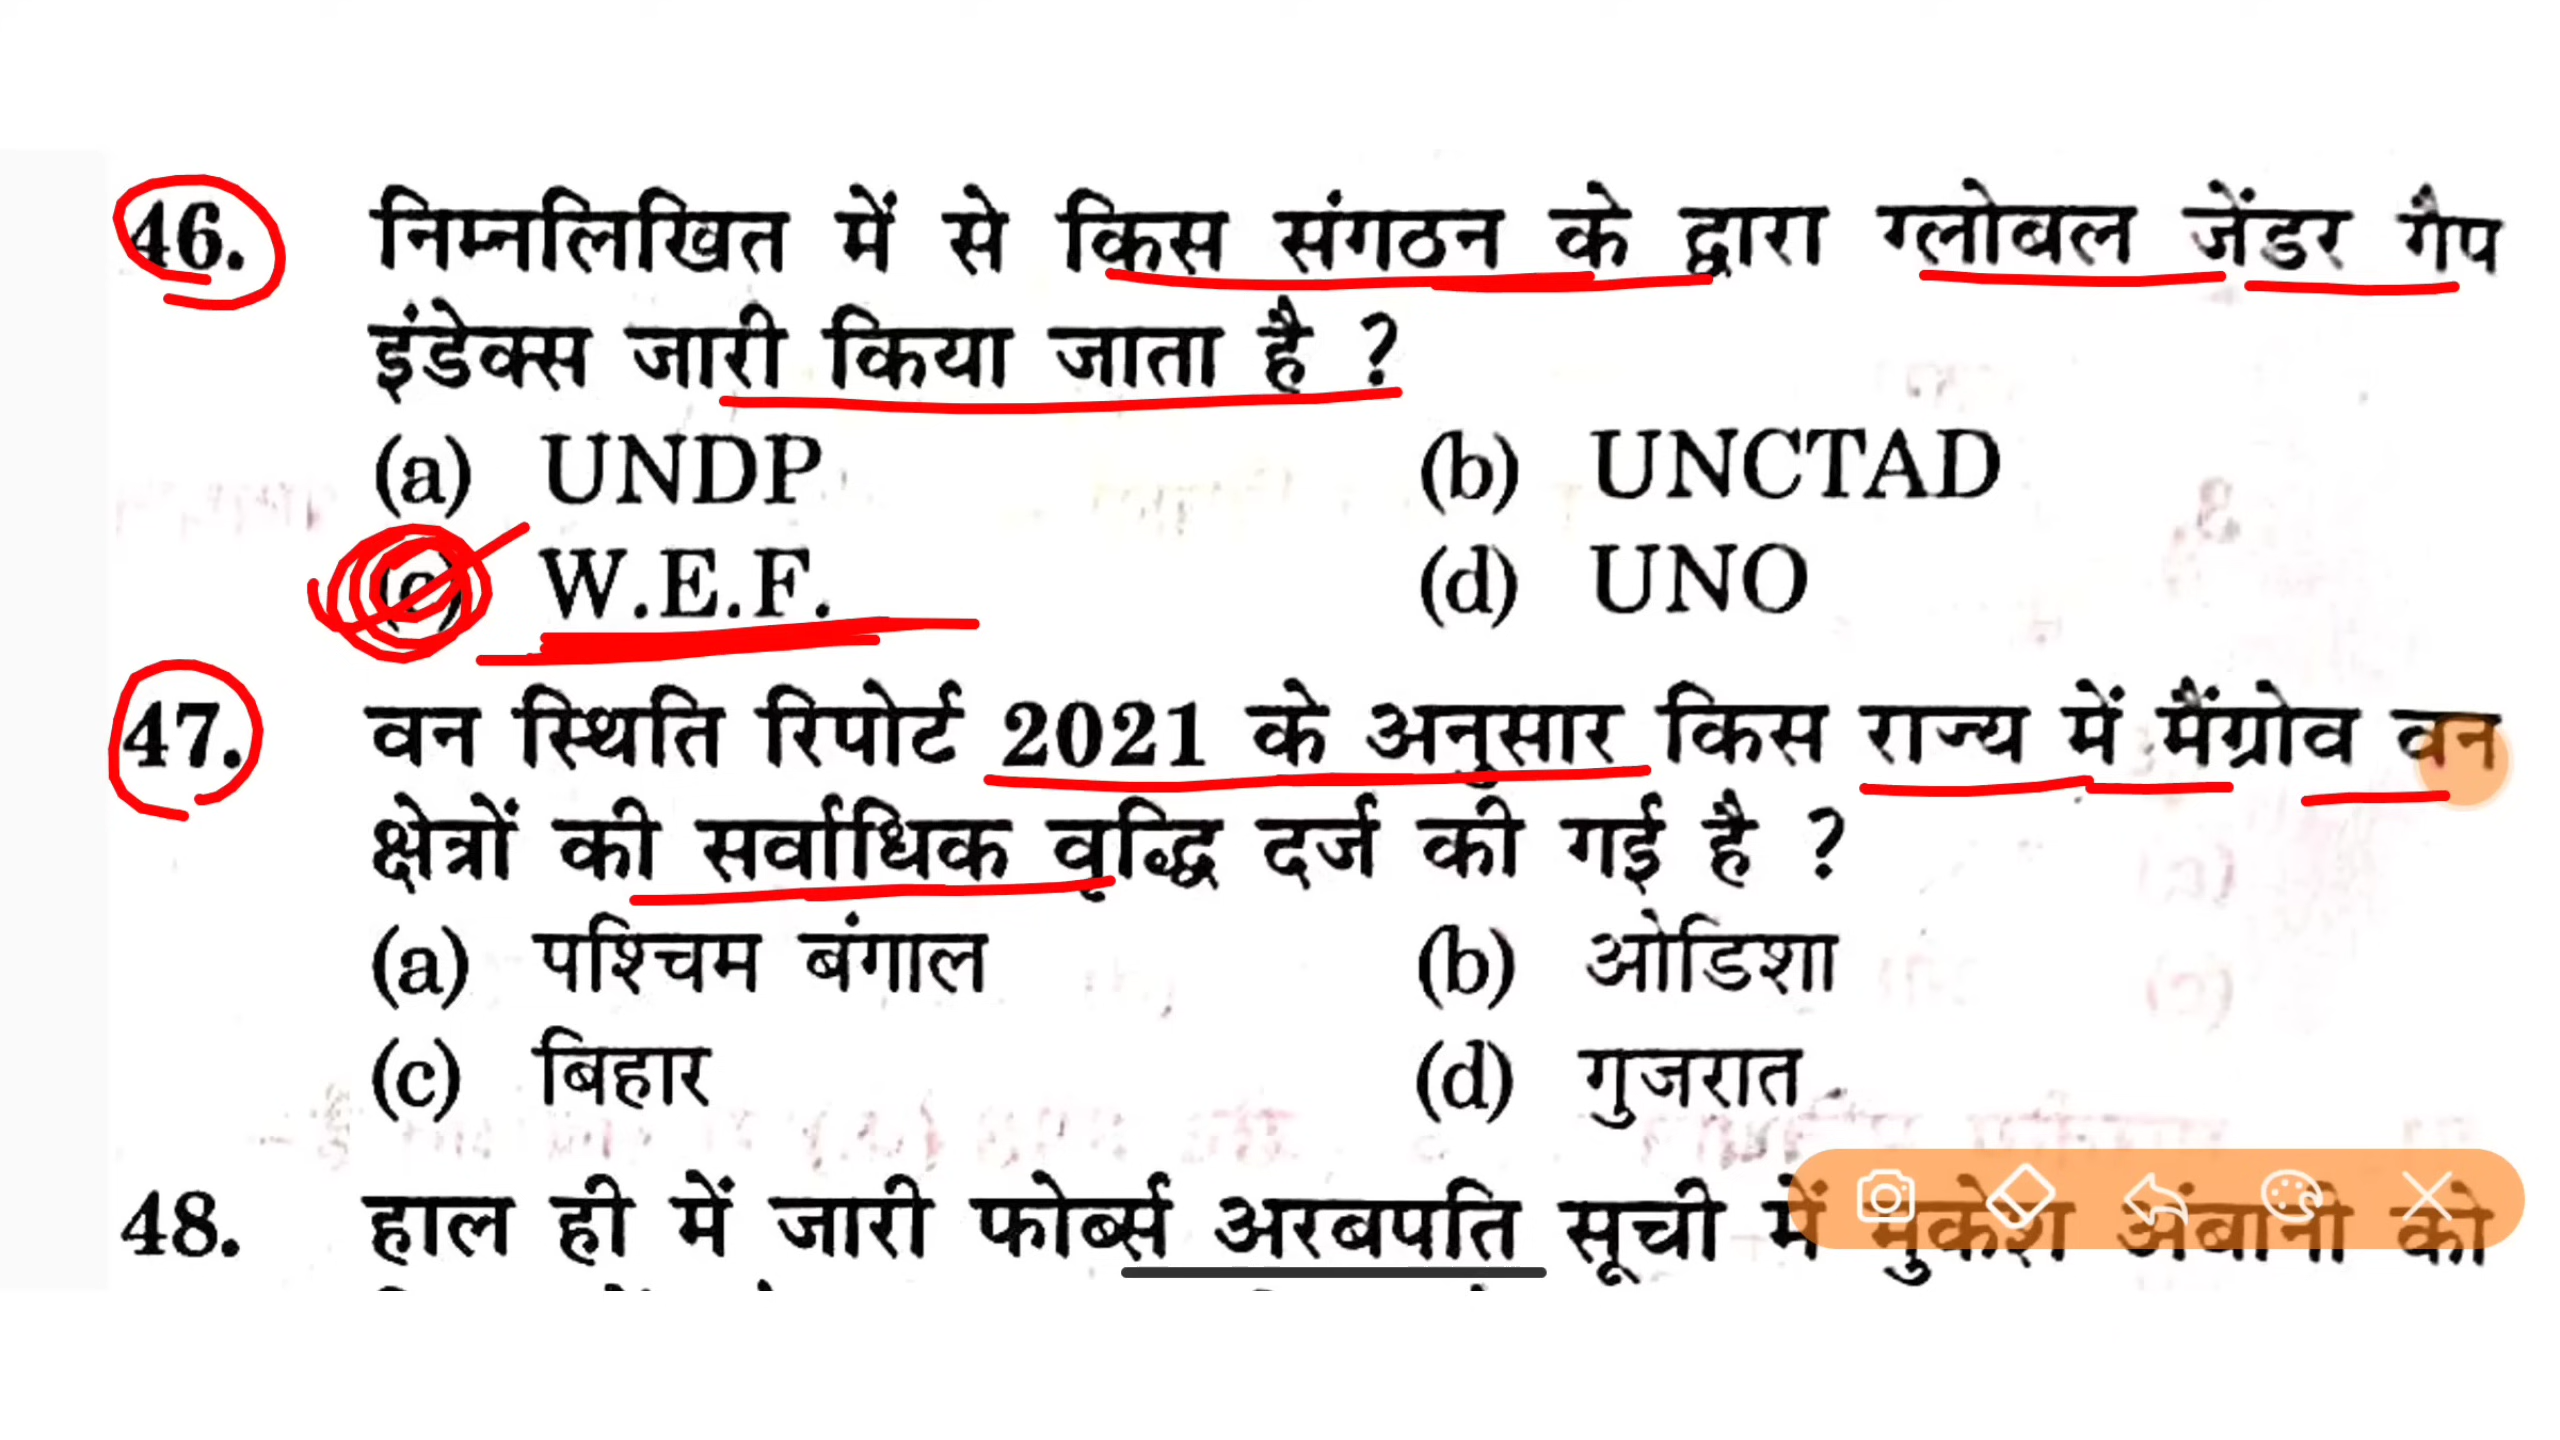 46. निम्नलिखित में से किस संगठन के द्वारा ग्लोबल जेंडर गैप
इंडेक्स जारी किया जाता है ?
(a) UNDP (b) UNCTAD
(c) W.E.F. (d) UNO
47. वन स्थिति रिपोर्ट 2021 के अनुसार किस राज्य में मैंग्रोव वन
क्षेत्रों की सर्वाधिक वृद्धि दर्ज की गई है ?
(a) पश्चिम बंगाल (b) ओडिशा
(c) बिहार (d) गुजरात
48. हाल ही में जारी फोर्ब्स अरबपति सूची में मुकेश अंबानी को